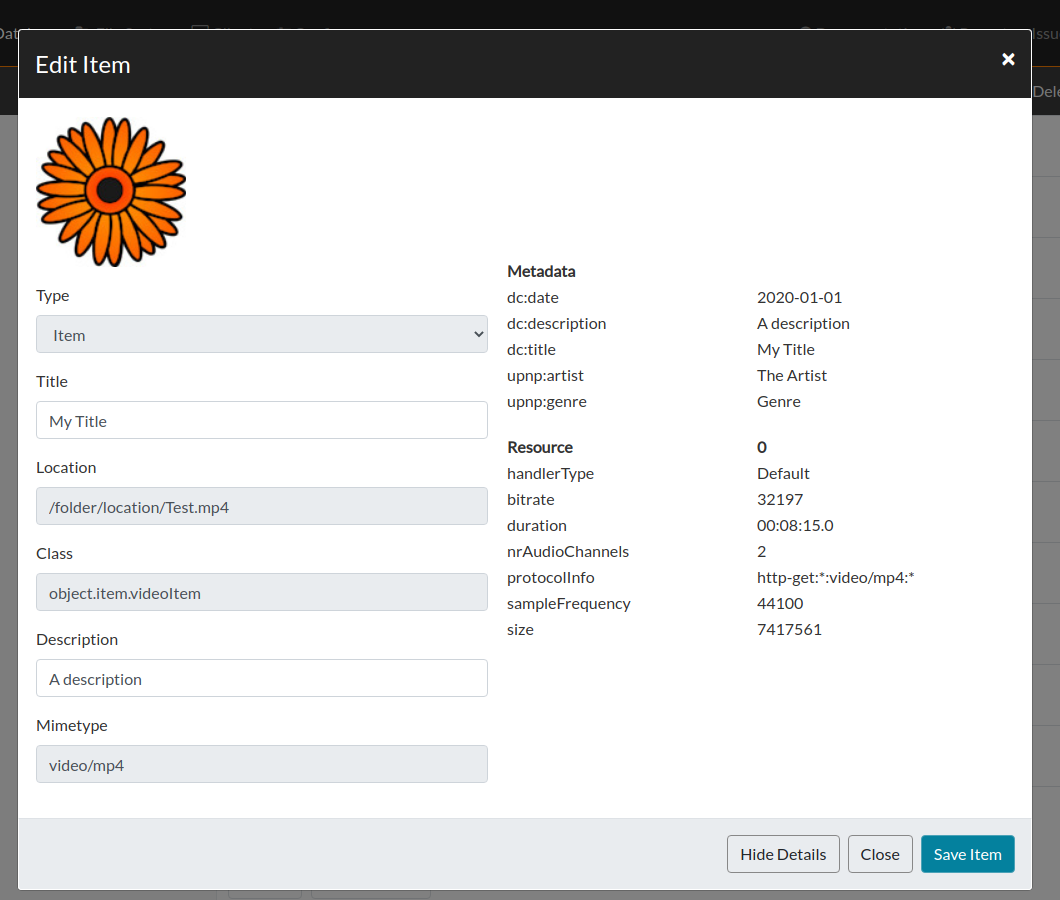 Edit Item
×
Type
Item
Title
My Title
Location
/folder/location/Test.mp4
Class
object.item.videoItem
Description
A description
Mimetype
video/mp4
Metadata
dc:date 2020-01-01
dc:description A description
dc:title My Title
upnp:artist The Artist
upnp:genre Genre
Resource 0
handlerType Default
bitrate 32197
duration 00:08:15.0
nrAudioChannels 2
protocolInfo http-get:*:video/mp4:*
sampleFrequency 44100
size 7417561
Hide Details Close Save Item